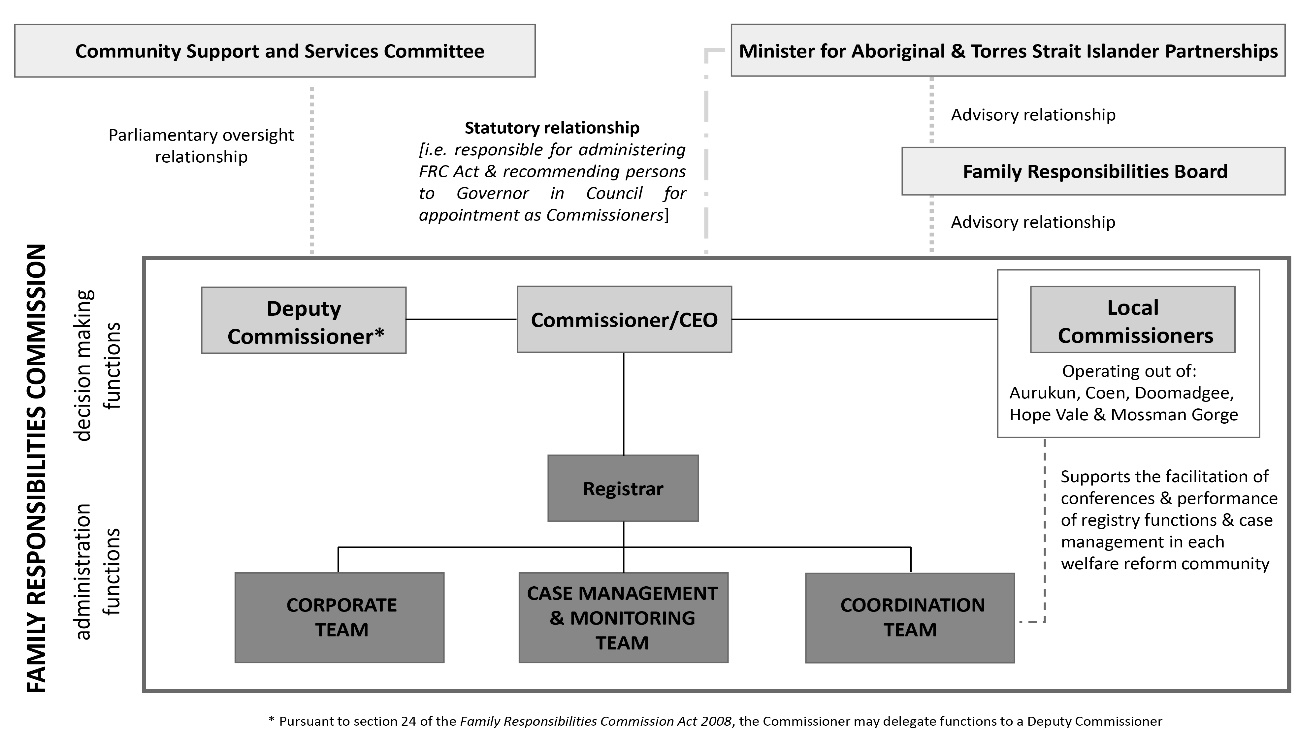 Community Support and Services Committee
Minister for Aboriginal & Torres Strait Islander Partnerships
Parliamentary oversight
relationship
Statutory relationship
[i.e. responsible for administering
FRC Act & recommending persons
to Governor in Council for
appointment as Commissioners]
Advisory relationship
Family Responsibilities Board
Advisory relationship
FAMILY RESPONSIBILITIES COMMISSION
decision making
functions
Deputy
Commissioner*
Commissioner/CEO
Local
Commissioners
Operating out of:
Aurukun, Coen, Doomadgee,
Hope Vale & Mossman Gorge
Registrar
Supports the facilitation of
conferences & performance
of registry functions & case
management in each
welfare reform community
administration
functions
CORPORATE
TEAM
CASE MANAGEMENT
& MONITORING
TEAM
COORDINATION
TEAM
* Pursuant to section 24 of the Family Responsibilities Commission Act 2008, the Commissioner may delegate functions to a Deputy Commissioner